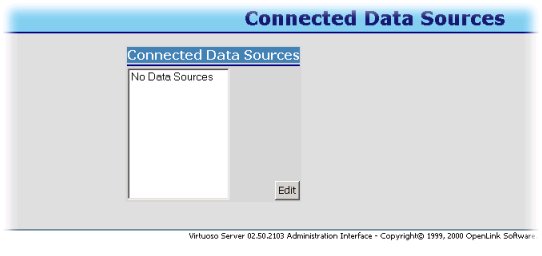 Connected Data Sources
Connected Data Sources
No Data Sources
Edit
Virtuoso Server 02.50.2103 Administration Interface - Copyright© 1999, 2000 OpenLink Software